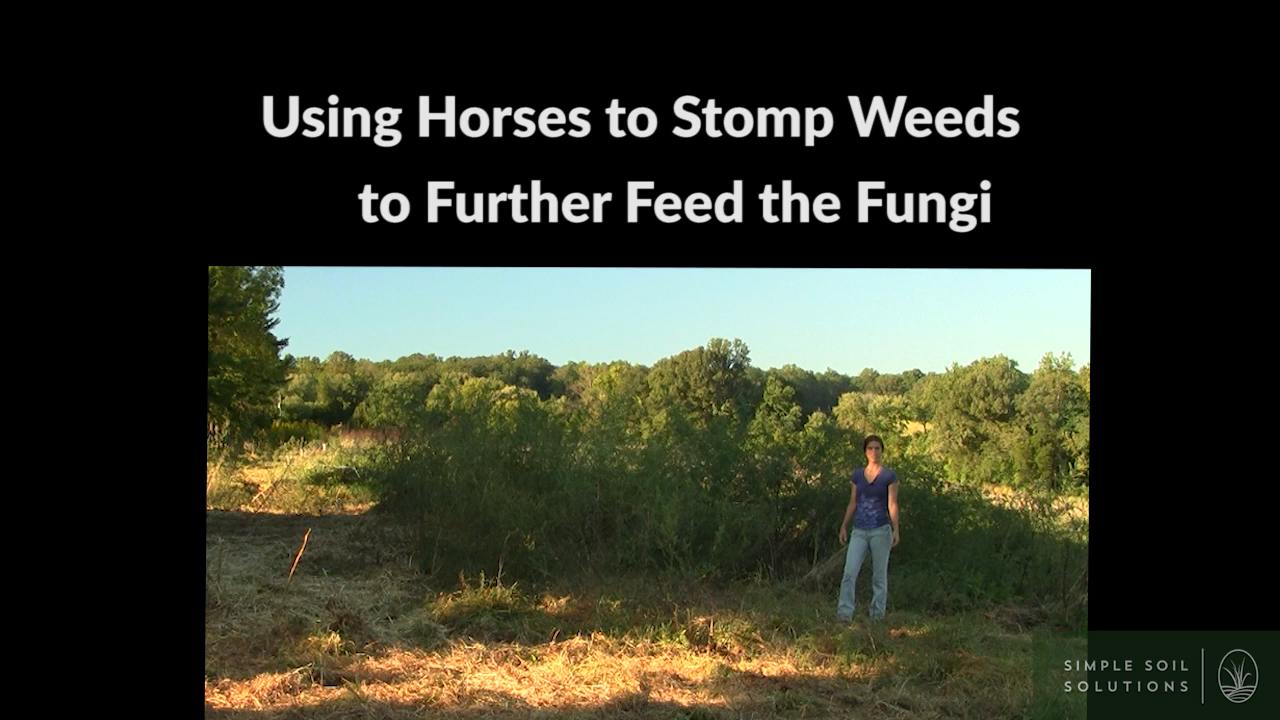 Using Horses to Stomp Weeds
to Further Feed the Fungi
SIMPLE SOIL
SOLUTIONS